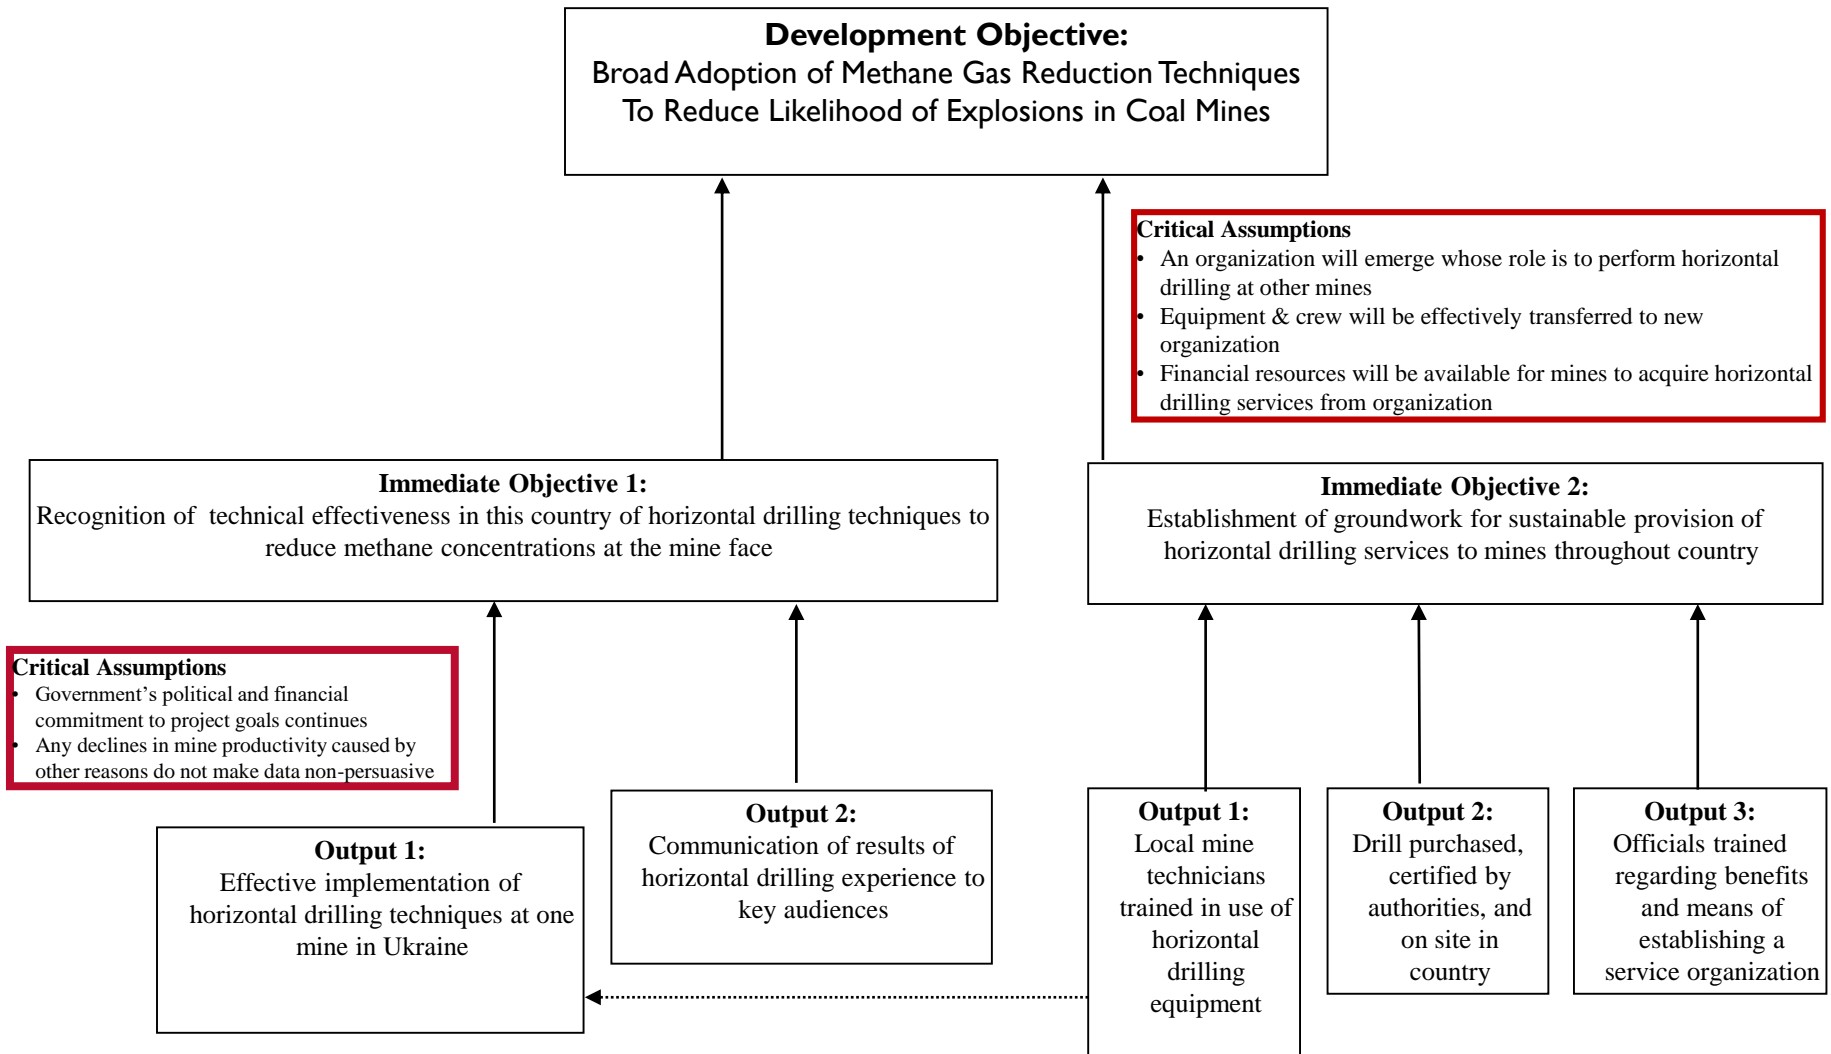 Development Objective:
Broad Adoption of Methane Gas Reduction Techniques
To Reduce Likelihood of Explosions in Coal Mines
Critical Assumptions
• An organization will emerge whose role is to perform horizontal
drilling at other mines
• Equipment & crew will be effectively transferred to new
organization
• Financial resources will be available for mines to acquire horizontal
drilling services from organization
Immediate Objective 1:
Recognition of technical effectiveness in this country of horizontal drilling techniques to
reduce methane concentrations at the mine face
Immediate Objective 2:
Establishment of groundwork for sustainable provision of
horizontal drilling services to mines throughout country
Critical Assumptions
• Government’s political and financial
commitment to project goals continues
• Any declines in mine productivity caused by
other reasons do not make data non-persuasive
Output 1:
Effective implementation of
horizontal drilling techniques at one
mine in Ukraine
Output 2:
Communication of results of
horizontal drilling experience to
key audiences
Output 1:
Local mine
technicians
trained in use of
horizontal
drilling
equipment
Output 2:
Drill purchased,
certified by
authorities, and
on site in
country
Output 3:
Officials trained
regarding benefits
and means of
establishing a
service organization